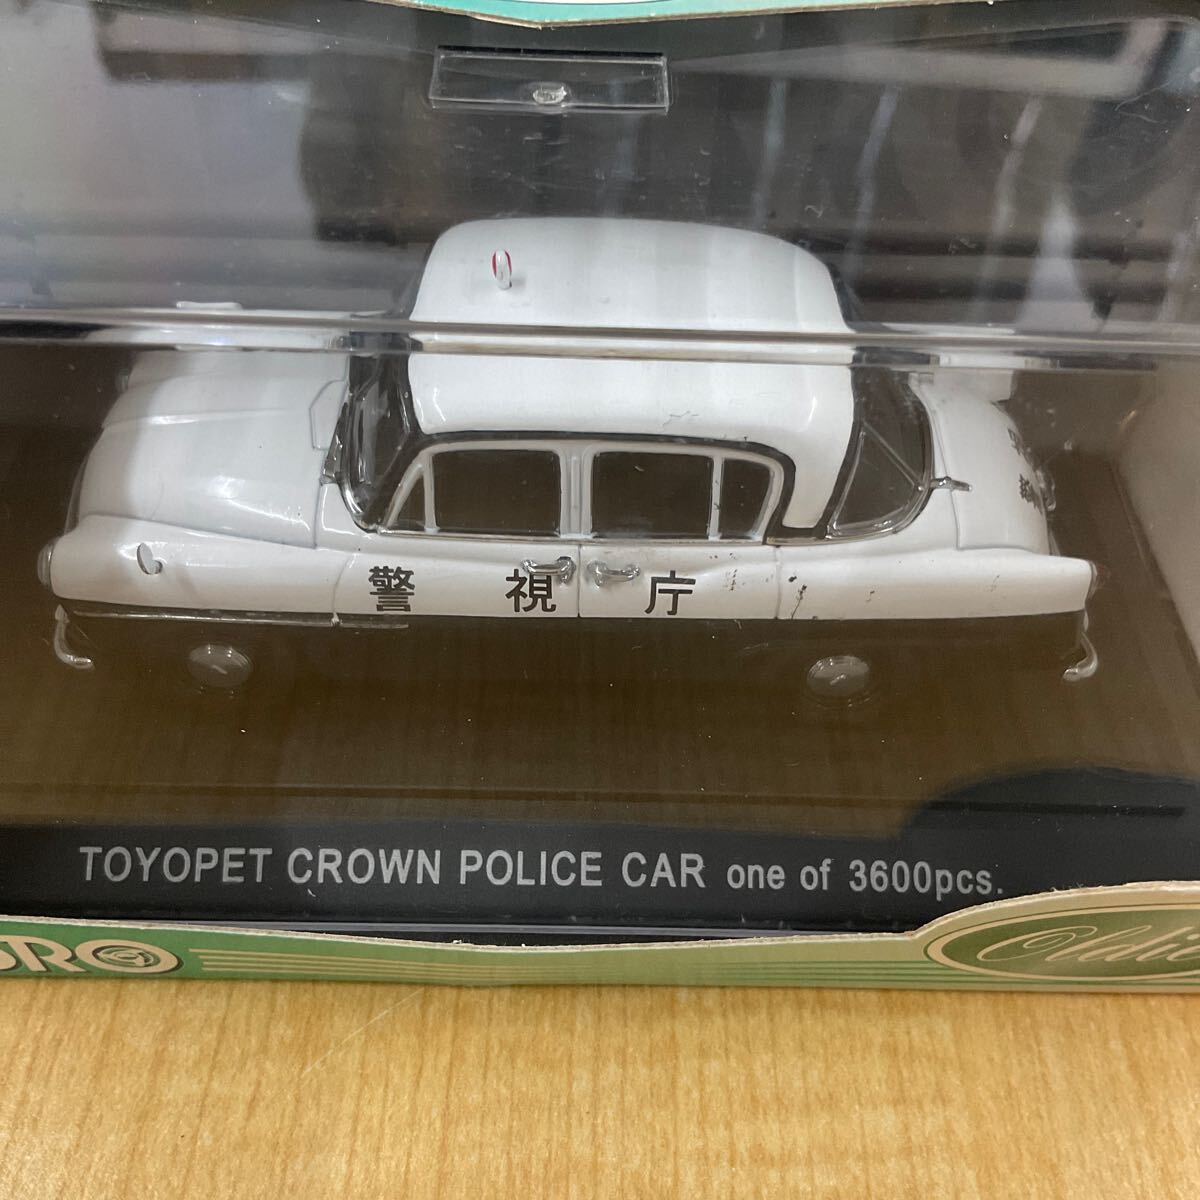 警視庁
TOYOPET CROWN POLICE CAR one of 3600pcs.